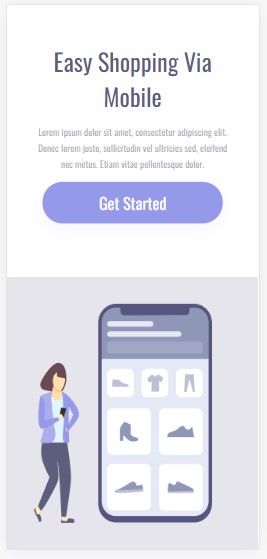 Easy Shopping Via
Mobile
Lorem ipsum dolor sit amet, consectetur adipiscing elit.
Donec lorem justo, sollicitudin vel ultricies sed, eleifend
nec metus. Etiam vitae pellentesque dolor.
Get Started